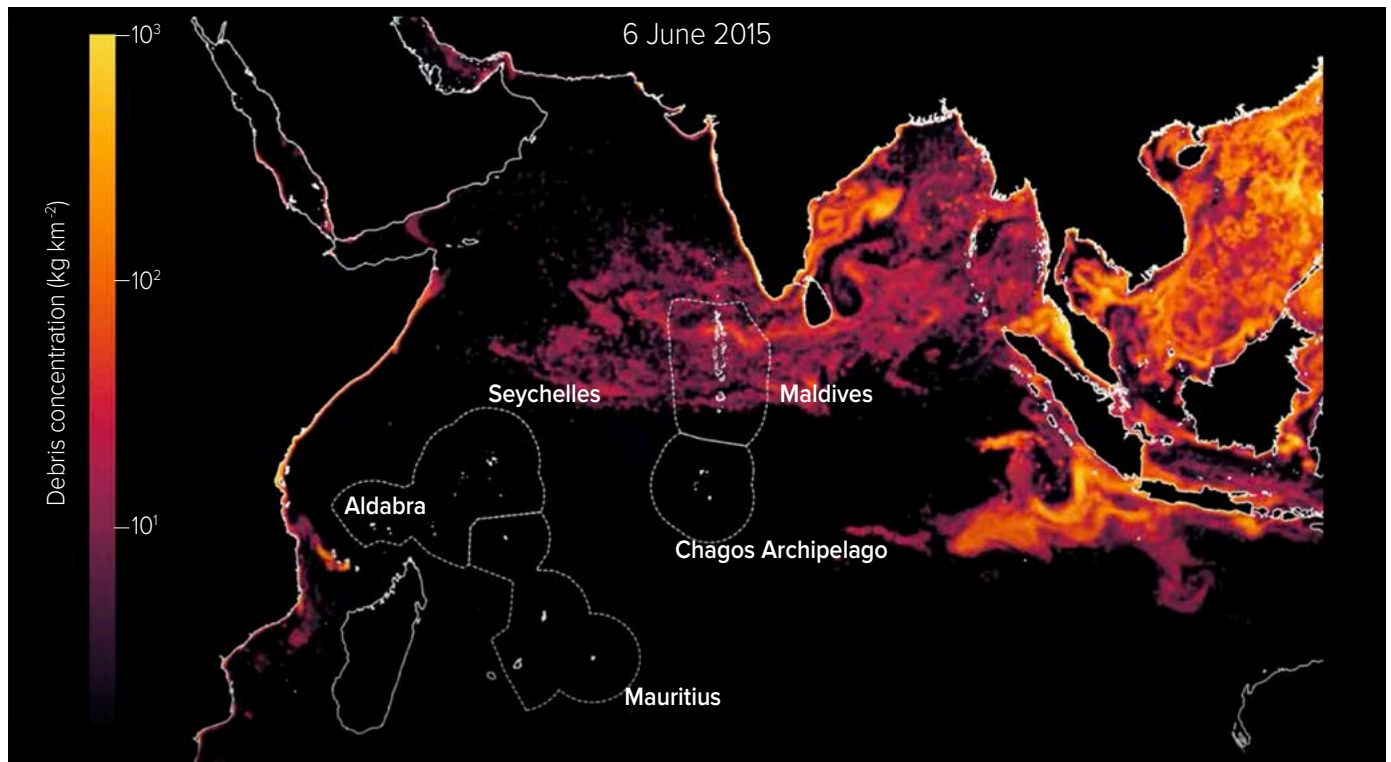 6 June 2015
10³
10²
10¹
Debris concentration (kg km⁻²)
Seychelles
Maldives
Aldabra
Chagos Archipelago
Mauritius